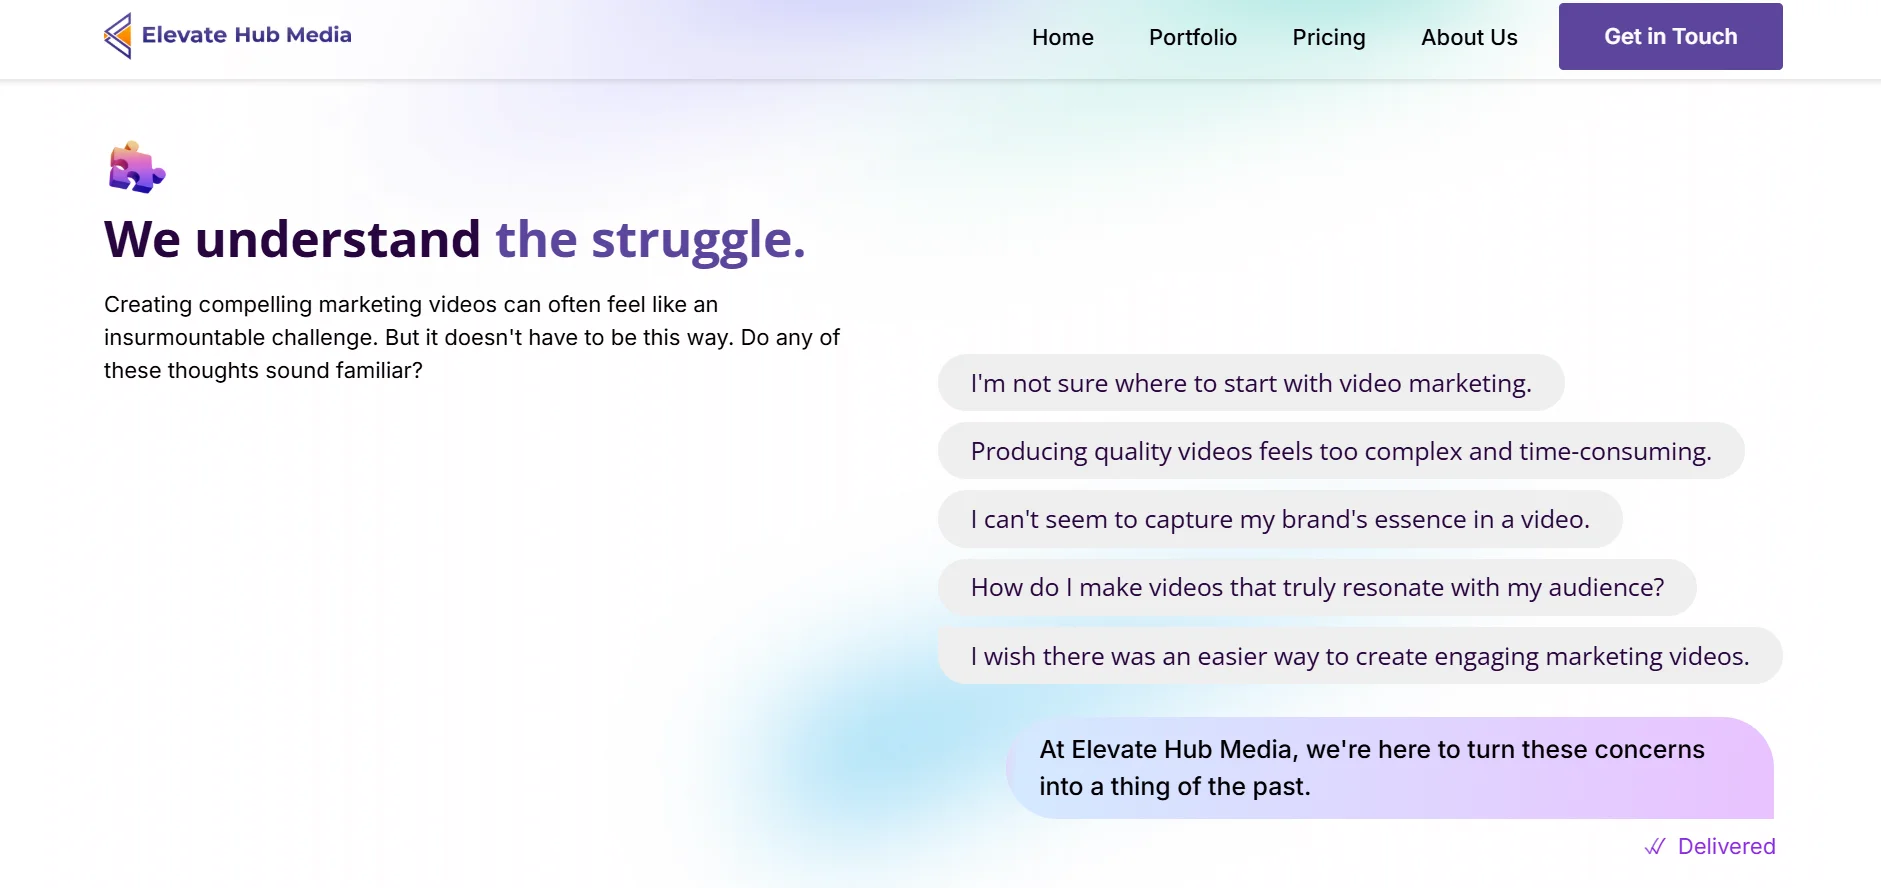 Elevate Hub Media
Home
Portfolio
Pricing
About Us
Get in Touch
We understand the struggle.
Creating compelling marketing videos can often feel like an
insurmountable challenge. But it doesn't have to be this way. Do any of
these thoughts sound familiar?
I'm not sure where to start with video marketing.
Producing quality videos feels too complex and time-consuming.
I can't seem to capture my brand's essence in a video.
How do I make videos that truly resonate with my audience?
I wish there was an easier way to create engaging marketing videos.
At Elevate Hub Media, we're here to turn these concerns
into a thing of the past.
Delivered